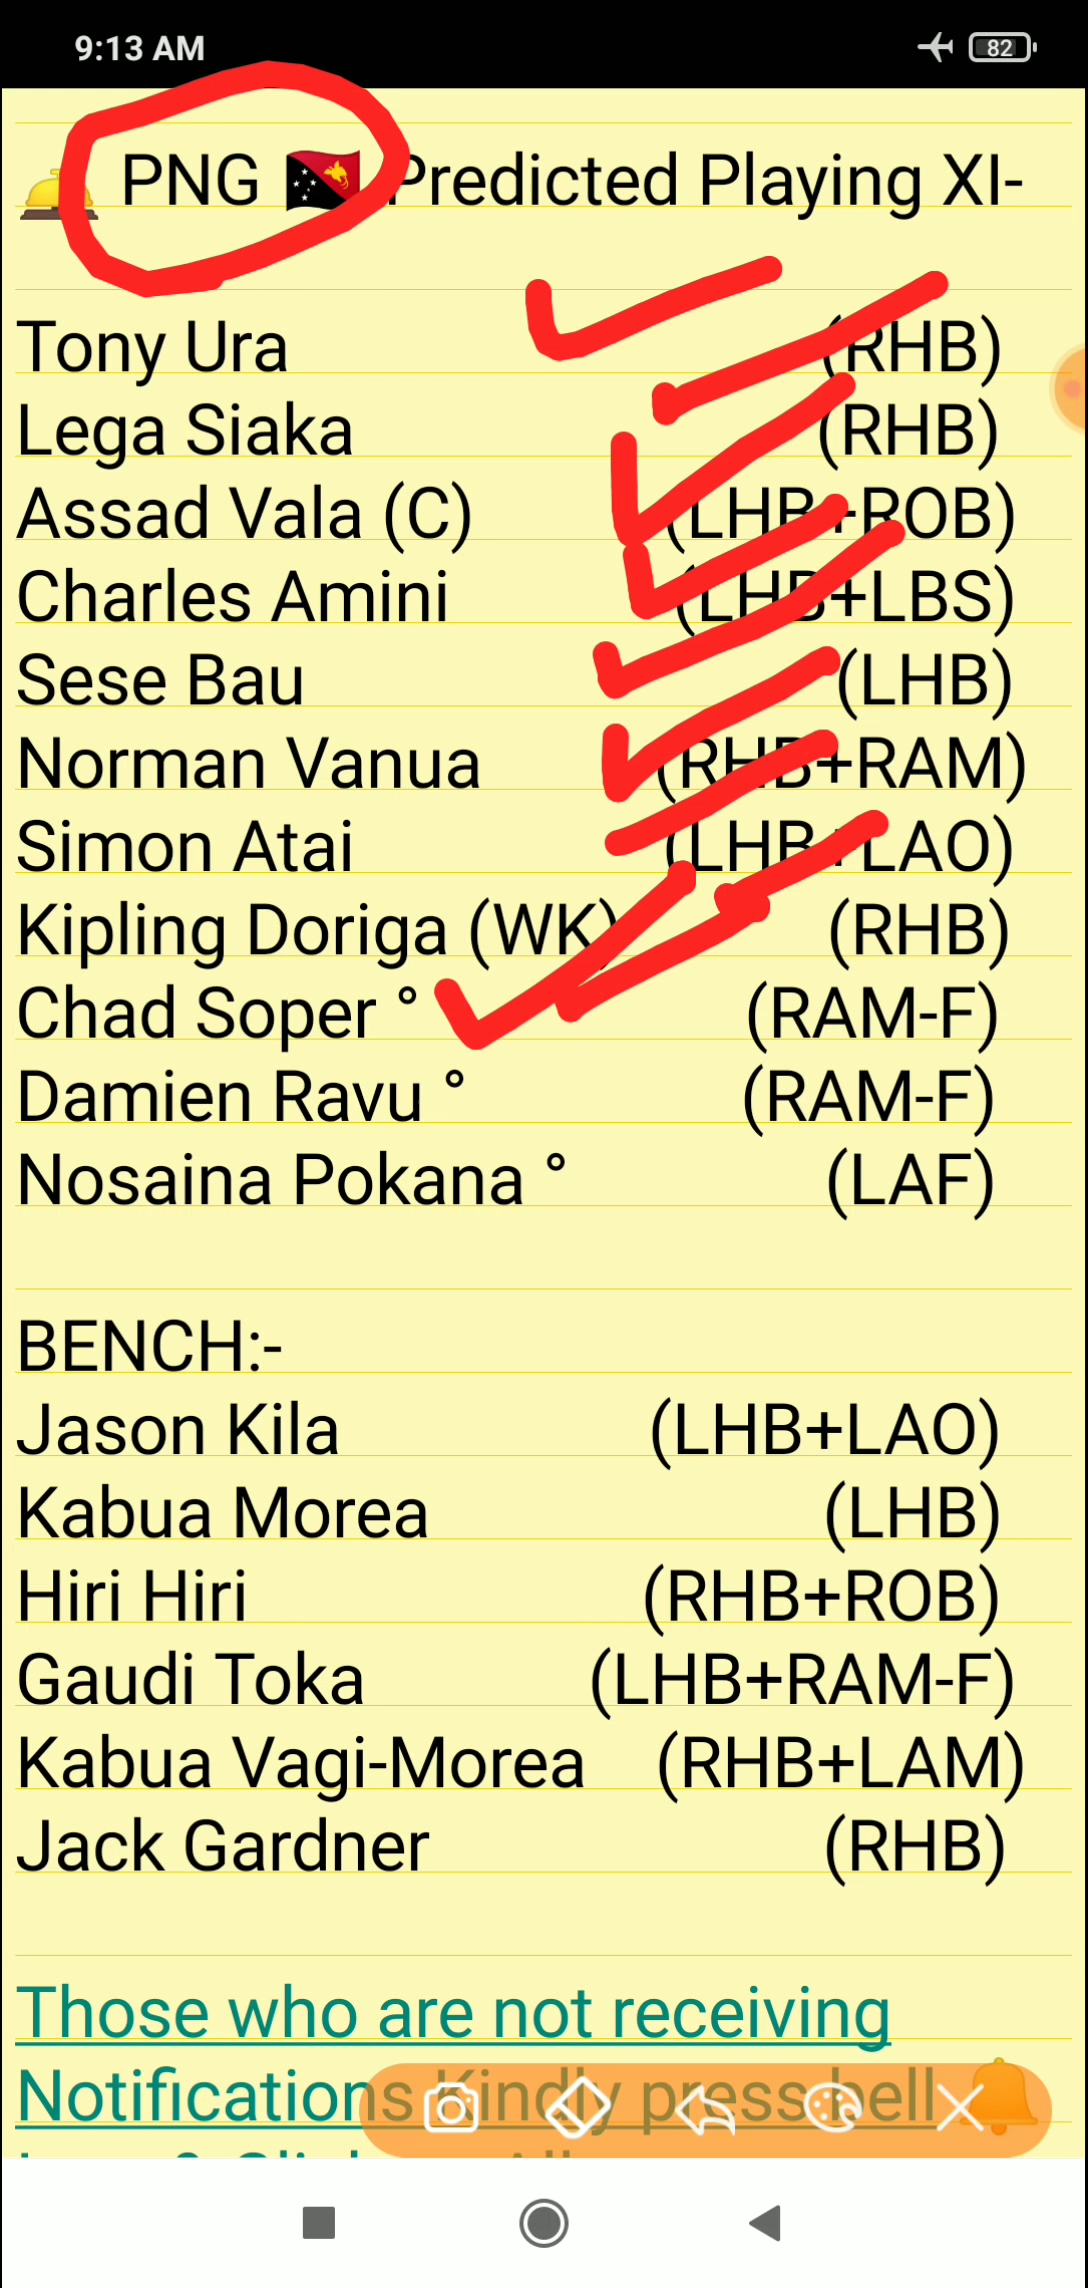 9:13 AM
82
🛎️ PNG 🇵🇬 Predicted Playing XI-
Tony Ura (RHB)
Lega Siaka (RHB)
Assad Vala (C) (LHB+ROB)
Charles Amini (LHB+LBS)
Sese Bau (LHB)
Norman Vanua (RHB+RAM)
Simon Atai (LHB+LAO)
Kipling Doriga (WK) (RHB)
Chad Soper ° (RAM-F)
Damien Ravu ° (RAM-F)
Nosaina Pokana ° (LAF)
BENCH:-
Jason Kila (LHB+LAO)
Kabua Morea (LHB)
Hiri Hiri (RHB+ROB)
Gaudi Toka (LHB+RAM-F)
Kabua Vagi-Morea (RHB+LAM)
Jack Gardner (RHB)
Those who are not receiving
Notifications Kindly press bell 🔔